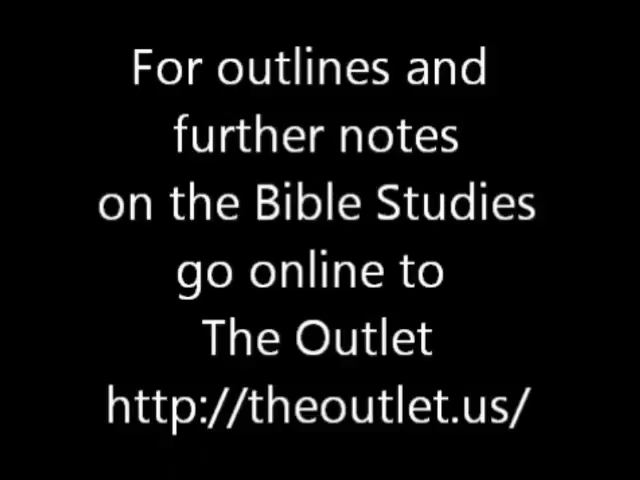 For outlines and
further notes
on the Bible Studies
go online to
The Outlet
http://theoutlet.us/